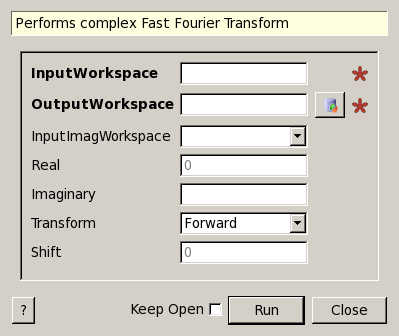 Performs complex Fast Fourier Transform
InputWorkspace
OutputWorkspace
InputImagWorkspace
Real 0
Imaginary
Transform Forward
Shift 0
? Keep Open Run Close